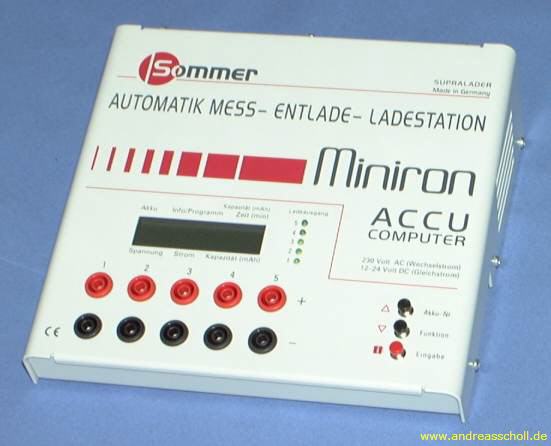 Sommer
SUPRALADER
Made in Germany
AUTOMATIK MESS- ENTLADE- LADESTATION
Miniron
ACCU
COMPUTER
230 Volt AC (Wechselstrom)
12-24 Volt DC (Gleichstrom)
Akku Info/Programm Kapazität (mAh)
Zeit (min)
Ladeausgang
5
4
3
2
1
Spannung Strom Kapazität (mAh)
1 2 3 4 5
+
-
CE
Akku-Nr
Funktion
Eingabe
www.andreasscholl.de